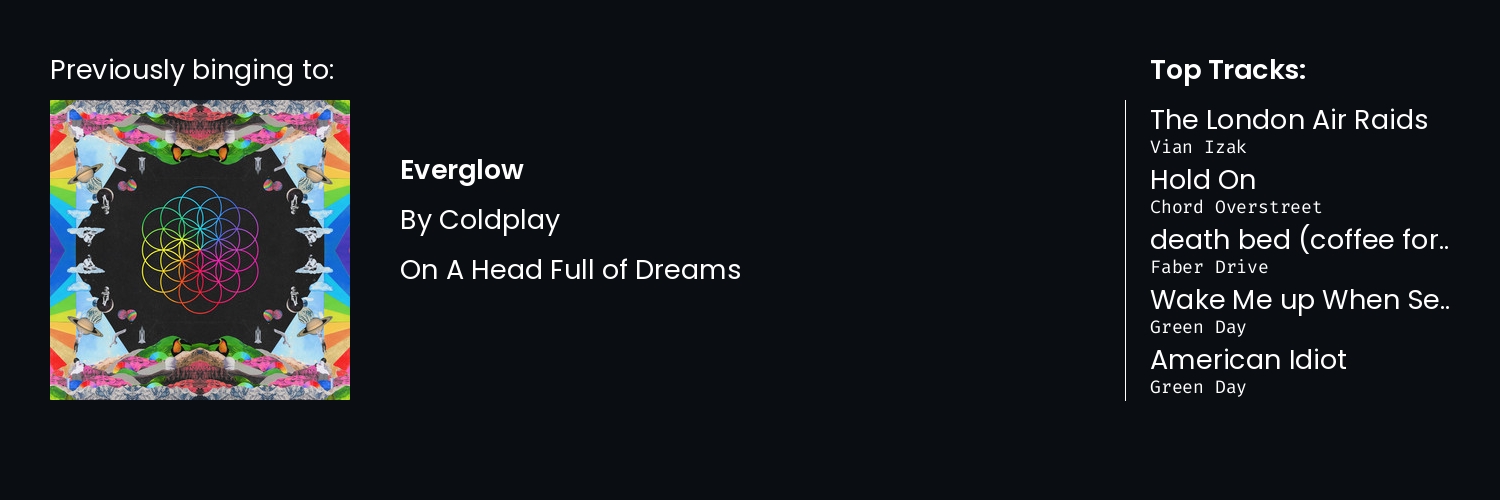 Previously binging to:
Everglow
By Coldplay
On A Head Full of Dreams
Top Tracks:
The London Air Raids
Vian Izak
Hold On
Chord Overstreet
death bed (coffee for..
Faber Drive
Wake Me up When Se..
Green Day
American Idiot
Green Day